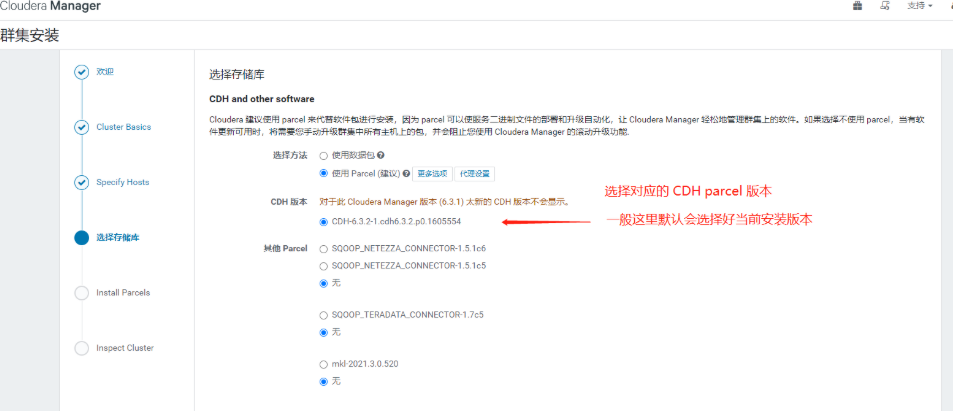 Cloudera Manager
支持
群集安装
欢迎
Cluster Basics
Specify Hosts
选择存储库
Install Parcels
Inspect Cluster
选择存储库
CDH and other software
Cloudera 建议使用 parcel 来代替软件包进行安装，因为 parcel 可以使服务二进制文件的部署和升级自动化，让 Cloudera Manager 轻松地管理群集上的软件。如果选择不使用 parcel，当有软
件更新可用时，将需要您手动升级群集中所有主机上的包，并会阻止您使用 Cloudera Manager 的滚动升级功能.
选择方法
使用数据包
使用 Parcel (建议) 更多选项 代理设置
CDH 版本 对于此 Cloudera Manager 版本 (6.3.1) 太新的 CDH 版本不会显示。
CDH-6.3.2-1.cdh6.3.2.p0.1605554
选择对应的 CDH parcel 版本
一般这里默认会选择好当前安装版本
其他 Parcel SQOOP_NETEZZA_CONNECTOR-1.5.1c6
SQOOP_NETEZZA_CONNECTOR-1.5.1c5
无
SQOOP_TERADATA_CONNECTOR-1.7c5
无
mkl-2021.3.0.520
无